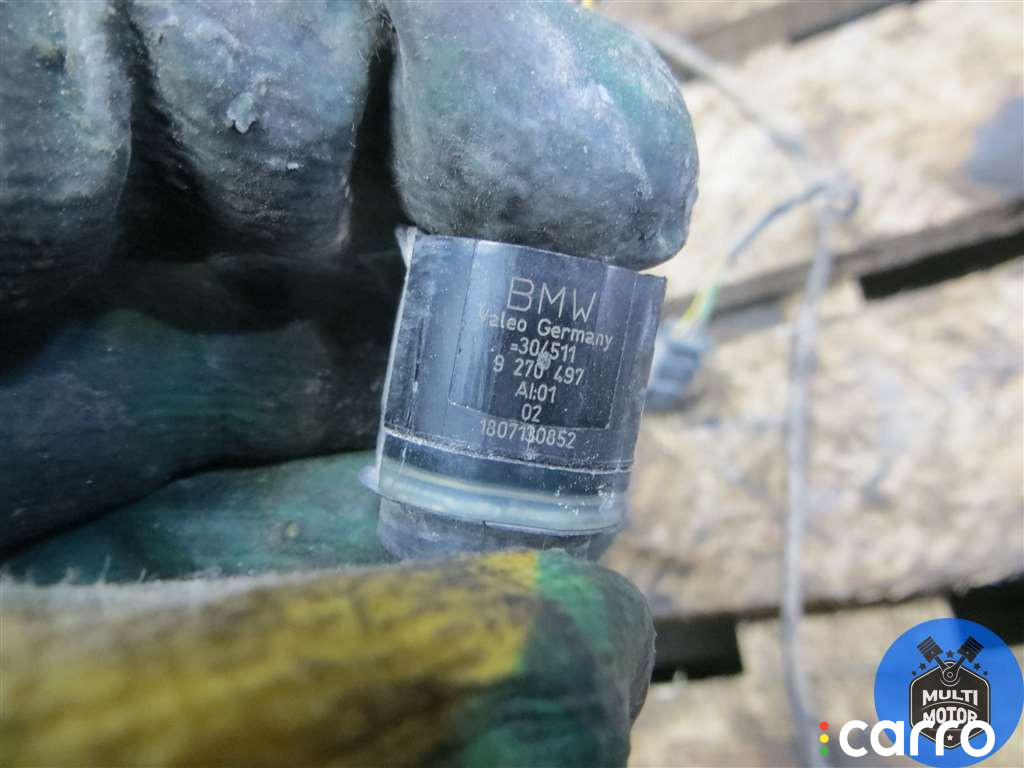 BMW
Valeo Germany
=304511
9 270 497
AI:01
02
1807130852
MULTI
MOTOR
carro